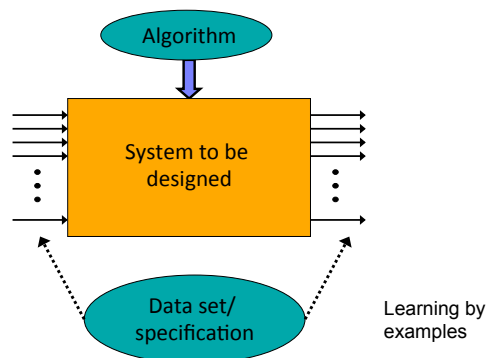 Algorithm
System to be
designed
Data set/
specification
Learning by
examples